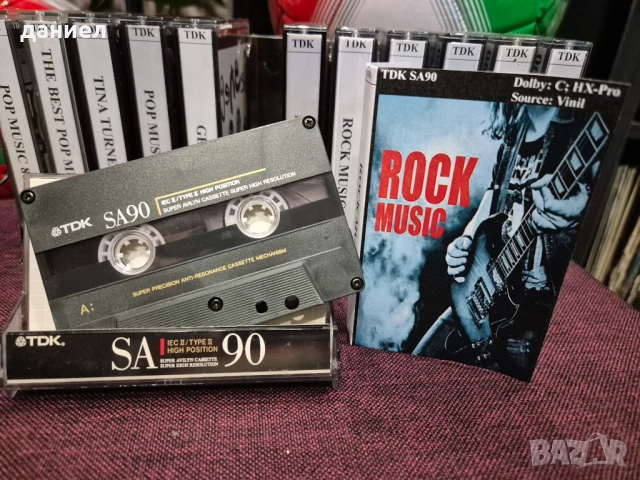 даниел
TDK
TDK
TDK
TDK
TDK
TDK
TDK
TDK
TDK
POP MUSIC
THE BEST POP
TINA TURNER
POP MUSIC
ROCK MUSIC
TDK SA90
Dolby: C; HX-Pro
Source: Vinil
ROCK
MUSIC
TDK SA90
IEC II/TYPE II HIGH POSITION
SUPER AVILYN CASSETTE SUPER HIGH RESOLUTION
SUPER PRECISION ANTI-RESONANCE CASSETTE MECHANISM
A:
TDK.
SA
IEC II/TYPE II
HIGH POSITION
SUPER AVILYN CASSETTE
SUPER HIGH RESOLUTION
90
BAZAR